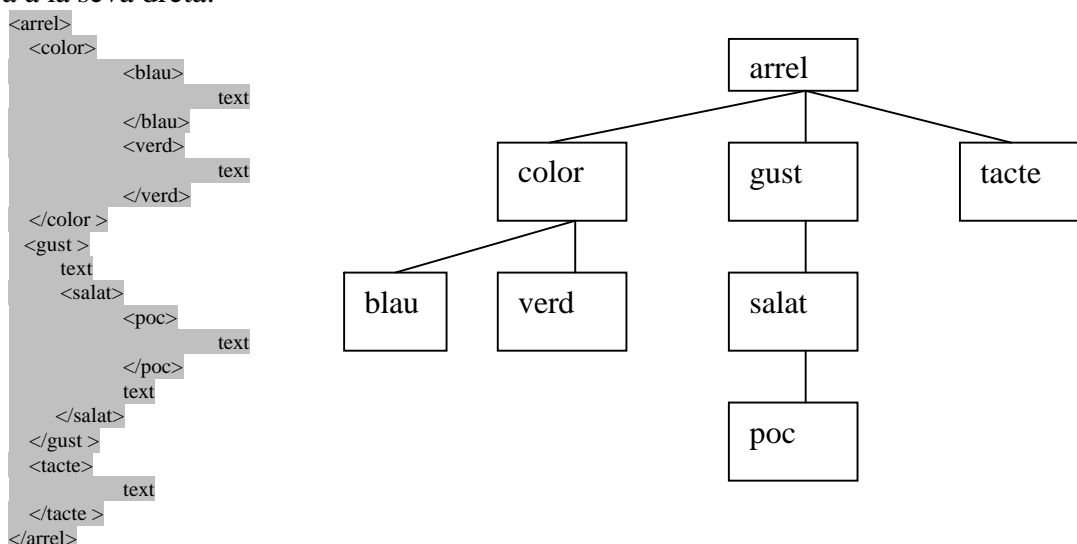 a a la seva dreta.
<arrel>
<color>
<blau>
text
</blau>
<verd>
text
</verd>
</color >
<gust >
text
<salat>
<poc>
text
</poc>
text
</salat>
</gust >
<tacte>
text
</tacte >
</arrel>
arrel
color gust tacte
blau verd salat
poc